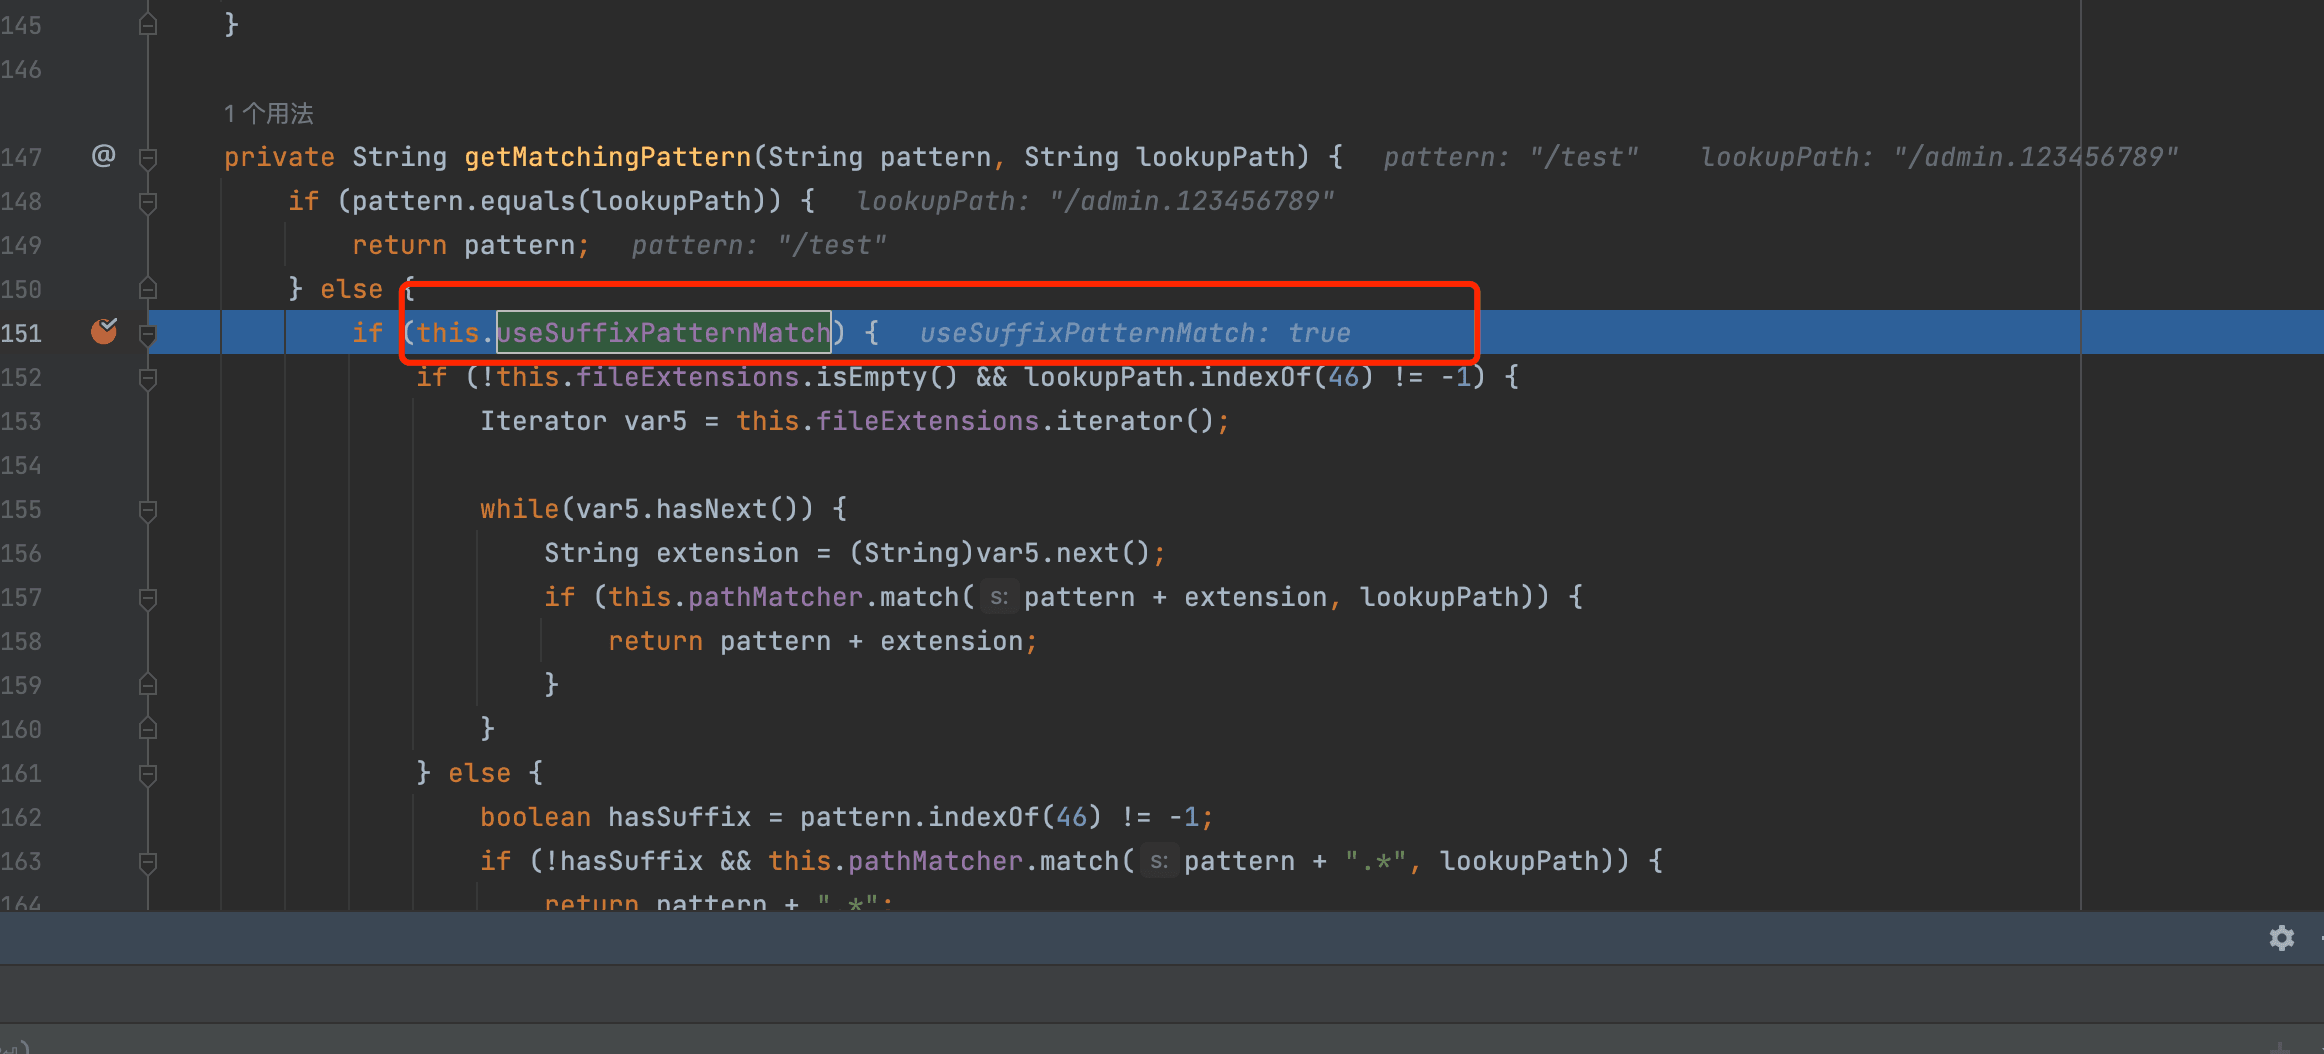 145 }
146
1 个用法
147 @ private String getMatchingPattern(String pattern, String lookupPath) { pattern: "/test" lookupPath: "/admin.123456789"
148 if (pattern.equals(lookupPath)) { lookupPath: "/admin.123456789"
149 return pattern; pattern: "/test"
150 } else {
151 if (this.useSuffixPatternMatch) { useSuffixPatternMatch: true
152 if (!this.fileExtensions.isEmpty() && lookupPath.indexOf(46) != -1) {
153 Iterator var5 = this.fileExtensions.iterator();
154
155 while(var5.hasNext()) {
156 String extension = (String)var5.next();
157 if (this.pathMatcher.match( s: pattern + extension, lookupPath)) {
158 return pattern + extension;
159 }
160 }
161 } else {
162 boolean hasSuffix = pattern.indexOf(46) != -1;
163 if (!hasSuffix && this.pathMatcher.match( s: pattern + ".*", lookupPath)) {
164 return pattern + ".*";